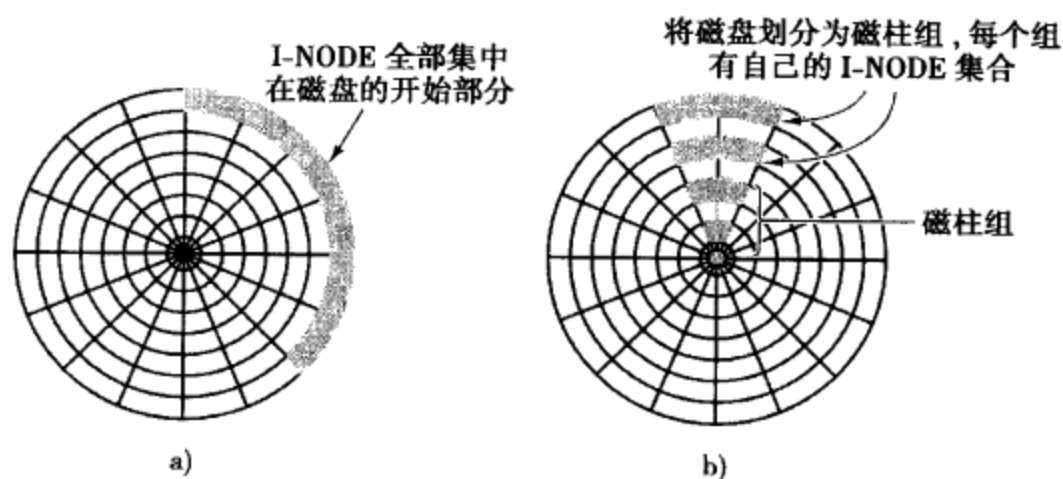 I-NODE 全部集中
在磁盘的开始部分
将磁盘划分为磁柱组，每个组
有自己的 I-NODE 集合
磁柱组
a)
b)